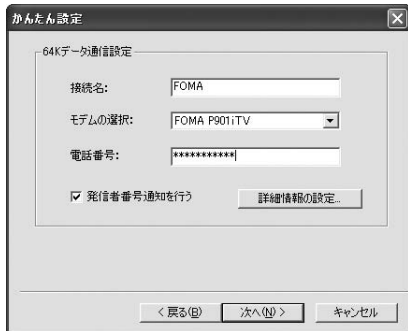 かんたん設定
64Kデータ通信設定
接続名: FOMA
モデムの選択: FOMA P901iTV
電話番号: ***********
発信者番号通知を行う 詳細情報の設定...
< 戻る(B) 次へ(N) > キャンセル